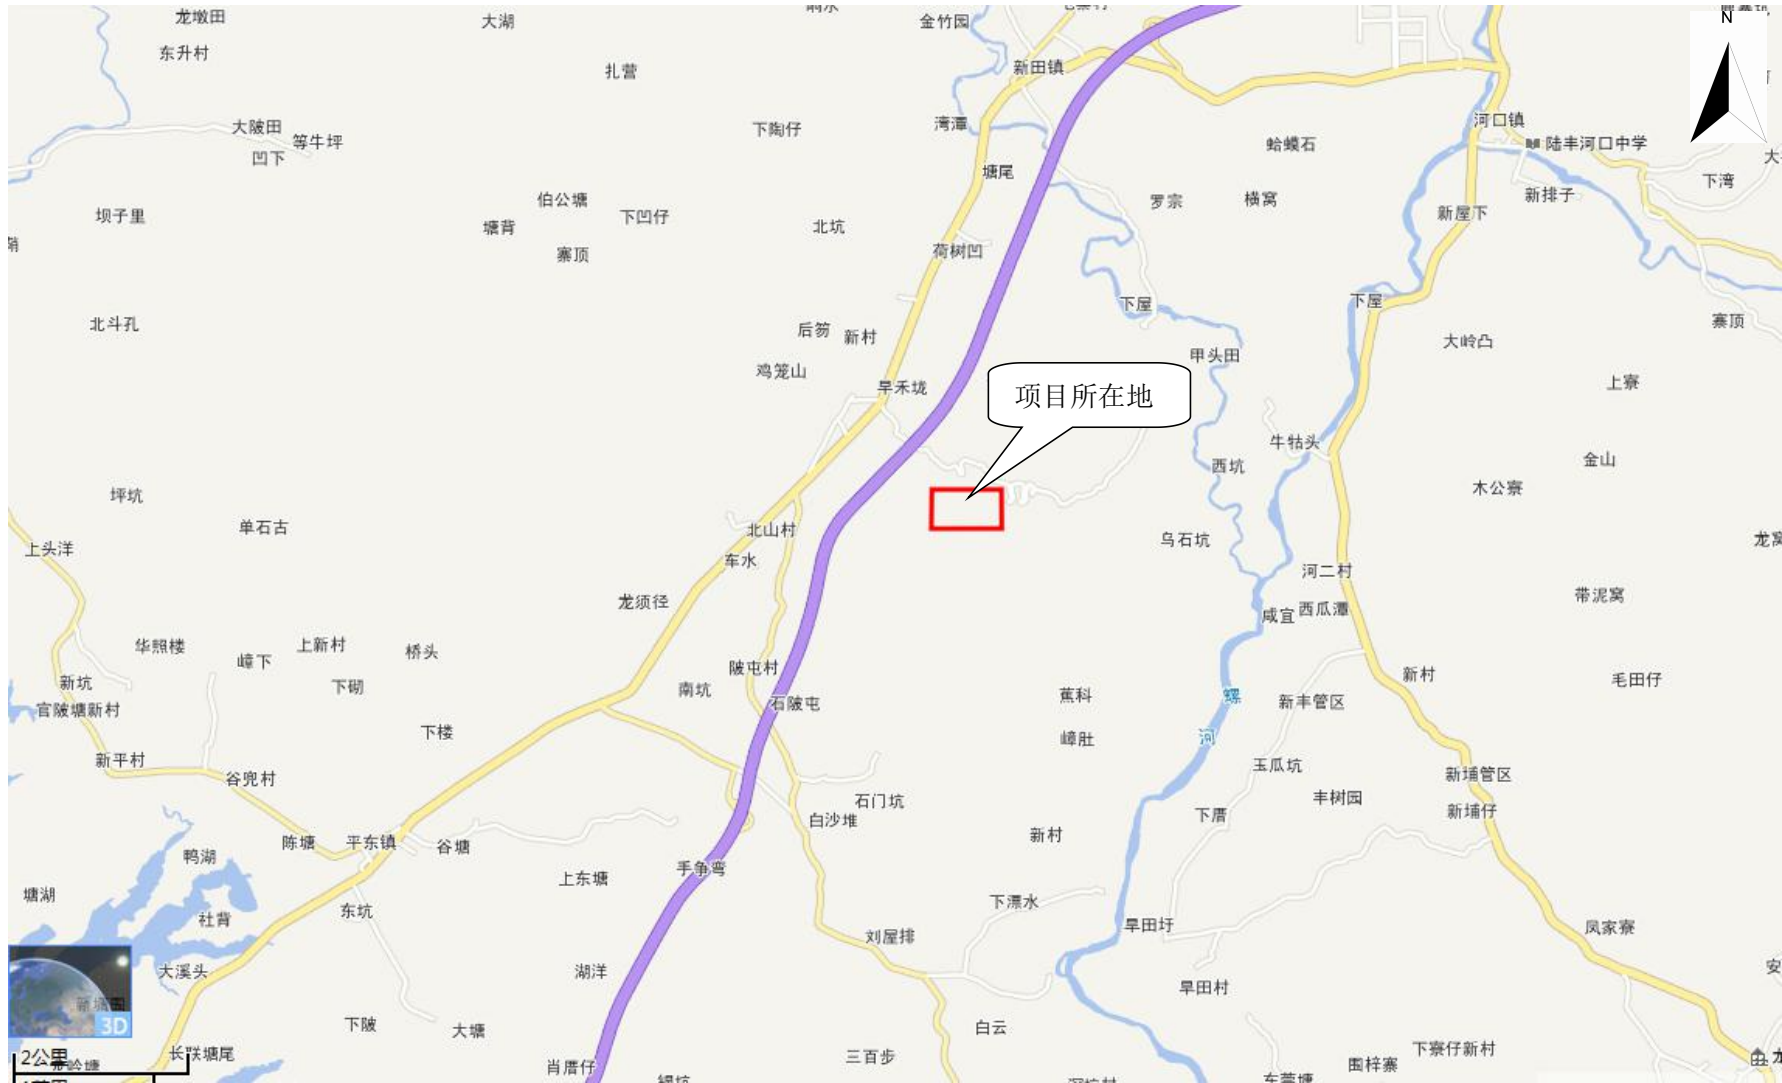 龙墩田
大湖
金竹园
N
东升村
扎营
新田镇
大陂田
等牛坪
凹下
下陶仔
湾潭
塘尾
蛤蟆石
河口镇
陆丰河口中学
下湾
新排子
坝子里
伯公塘
塘背
下凹仔
寨顶
北坑
荷树凹
罗宗
横窝
新屋下
北斗孔
后笏
新村
鸡笼山
早禾垅
下屋
甲头田
下屋
大岭凸
寨顶
上寮
项目所在地
牛牯头
西坑
金山
木公寮
坪坑
单石古
上头洋
北山村
车水
乌石坑
河二村
龙须径
咸宜
西瓜潭
带泥窝
华照楼
嶂下
上新村
桥头
下砌
新坑
官陂塘新村
陂屯村
南坑
石陂屯
蕉科
嶂肚
螺
河
新丰管区
新村
毛田仔
下楼
新平村
谷兜村
石门坑
白沙堆
玉瓜坑
丰树园
下厝
新埔管区
新埔仔
新村
陈塘
平东镇
谷塘
鸭湖
手争弯
上东塘
塘湖
社背
东坑
下漂水
旱田圩
凤家寮
刘屋排
大溪头
湖洋
旱田村
3D
下陂
大塘
白云
2公里
长联塘尾
肖厝仔
三百步
围梓寨
下寮仔新村